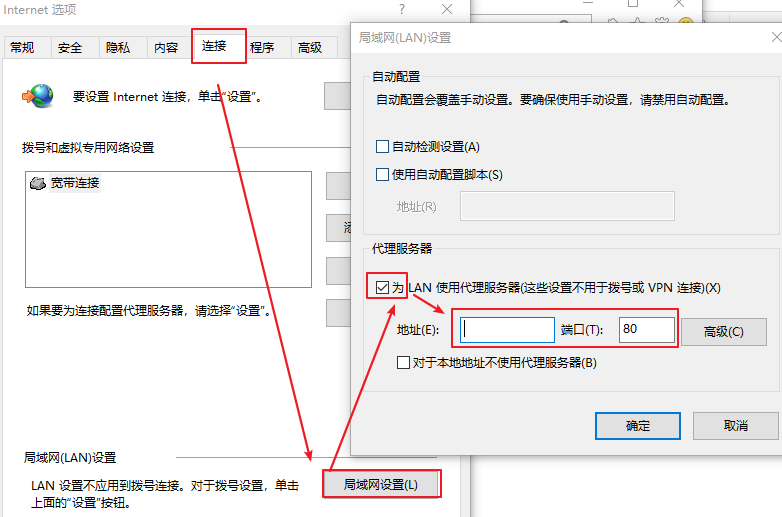 Internet 选项
常规
安全
隐私
内容
连接
程序
高级
要设置 Internet 连接，单击“设置”。
拨号和虚拟专用网络设置
宽带连接
如果要为连接配置代理服务器，请选择“设置”。
局域网(LAN)设置
LAN 设置不应用到拨号连接。对于拨号设置，单击
上面的“设置”按钮。
局域网设置(L)
局域网(LAN)设置
自动配置
自动配置会覆盖手动设置。要确保使用手动设置，请禁用自动配置。
自动检测设置(A)
使用自动配置脚本(S)
地址(R)
代理服务器
为 LAN 使用代理服务器(这些设置不用于拨号或 VPN 连接)(X)
地址(E):
端口(T):
80
高级(C)
对于本地地址不使用代理服务器(B)
确定
取消